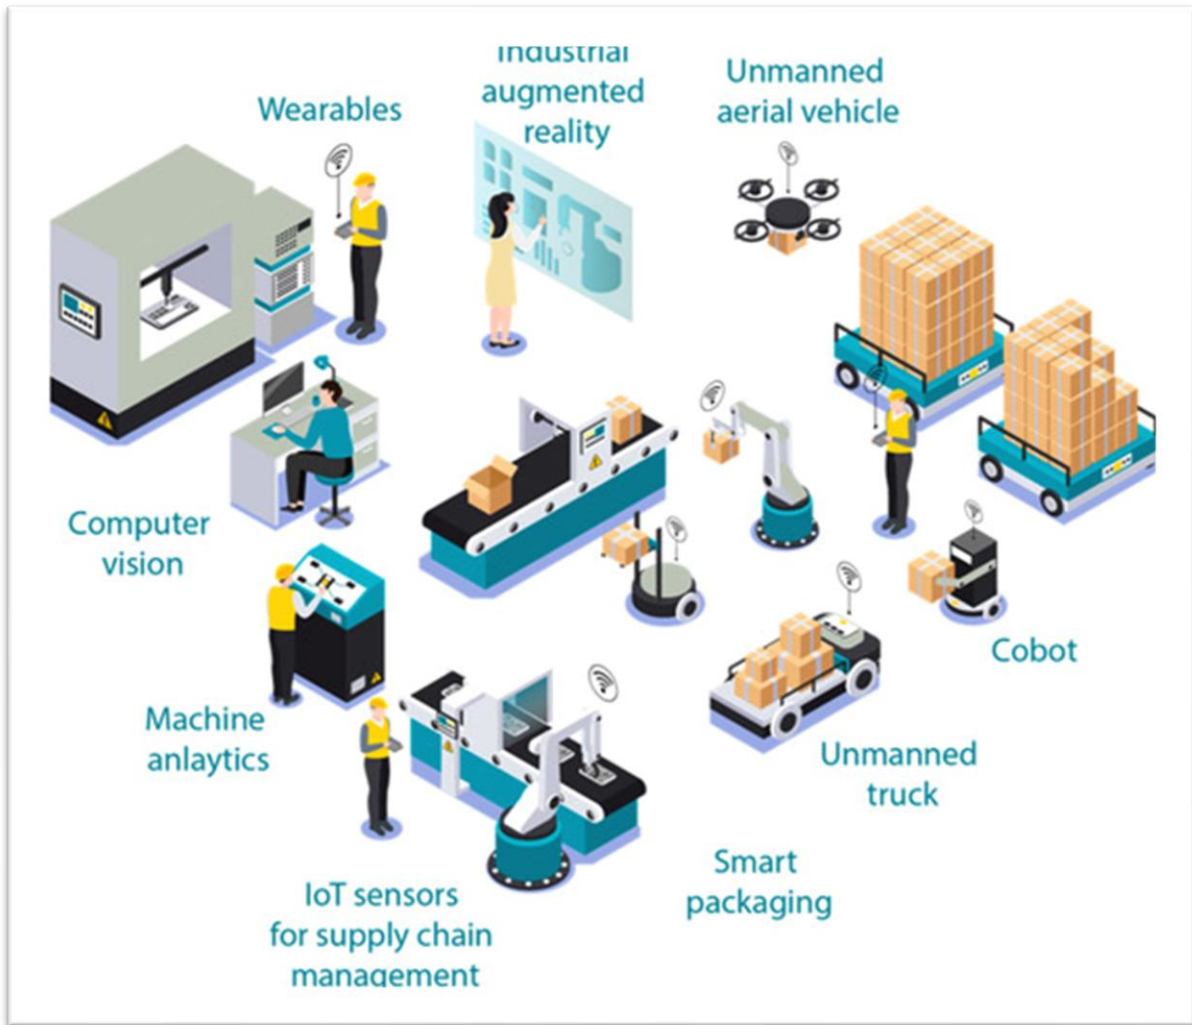 Industrial
augmented
reality
Unmanned
aerial vehicle
Wearables
Computer
vision
Cobot
Machine
anlaytics
Unmanned
truck
Smart
packaging
IoT sensors
for supply chain
management